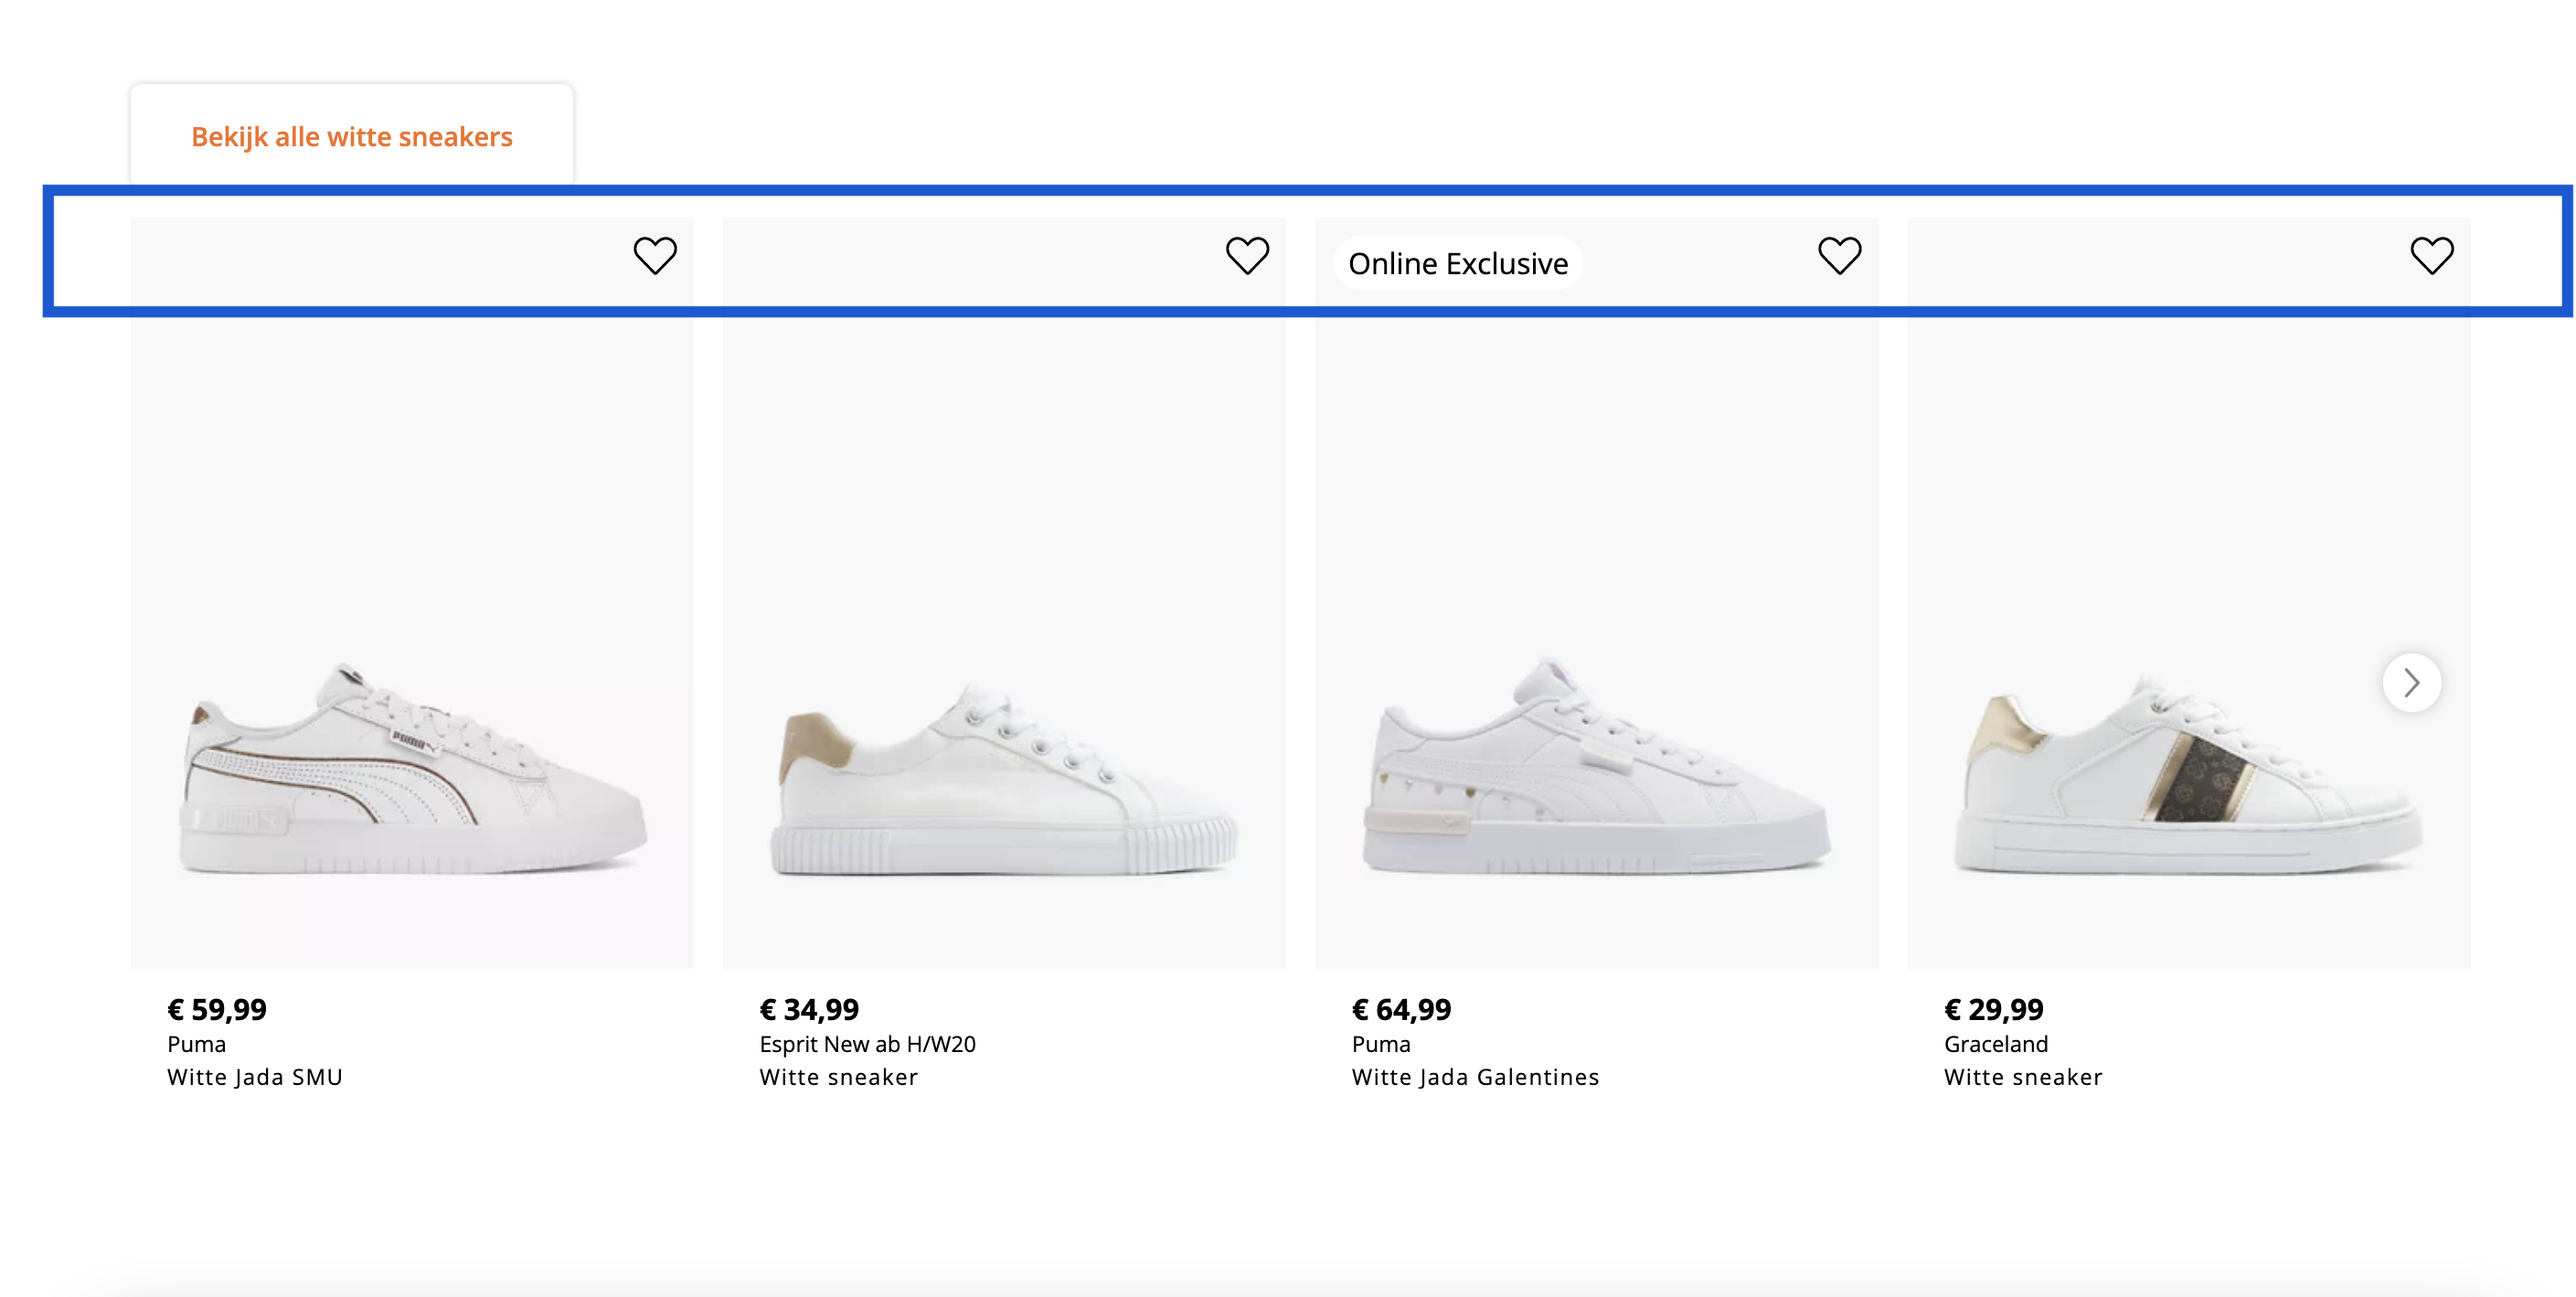 Bekijk alle witte sneakers
Online Exclusive
PUMA
€ 59,99
Puma
Witte Jada SMU
€ 34,99
Esprit New ab H/W20
Witte sneaker
€ 64,99
Puma
Witte Jada Galentines
€ 29,99
Graceland
Witte sneaker